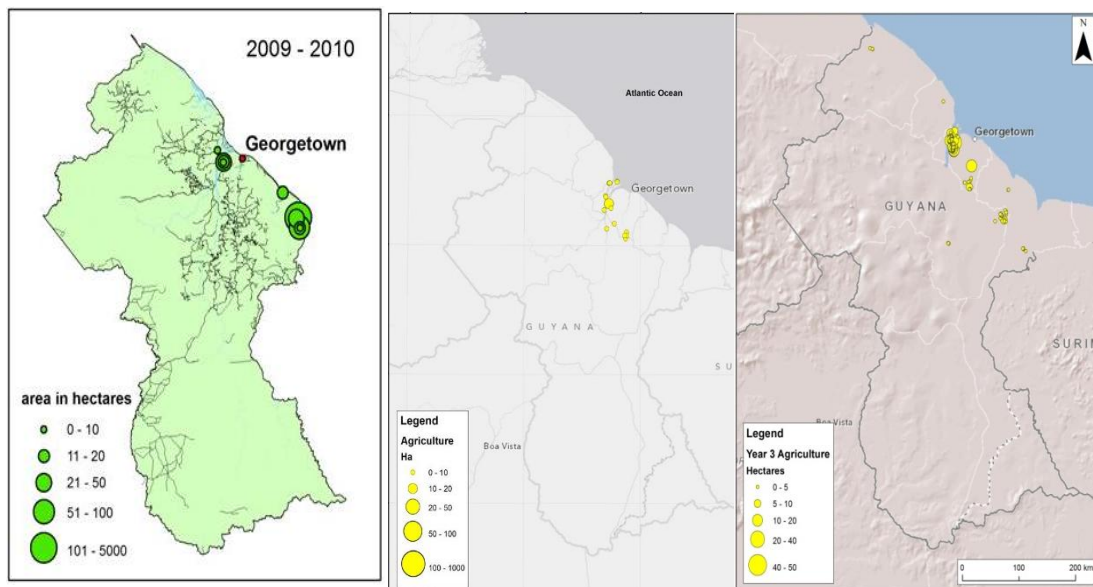 2009 - 2010
Georgetown
area in hectares
0 - 10
11 - 20
21 - 50
51 - 100
101 - 5000
Atlantic Ocean
Georgetown
GUYANA
SU
Boa Vista
Legend
Agriculture
Ha
0 - 10
10 - 20
20 - 50
50 - 100
100 - 1000
N
Georgetown
GUYANA
SURIN
Boa Vista
Legend
Year 3 Agriculture
Hectares
0 - 5
5 - 10
10 - 20
20 - 40
40 - 50
0 100 200
km